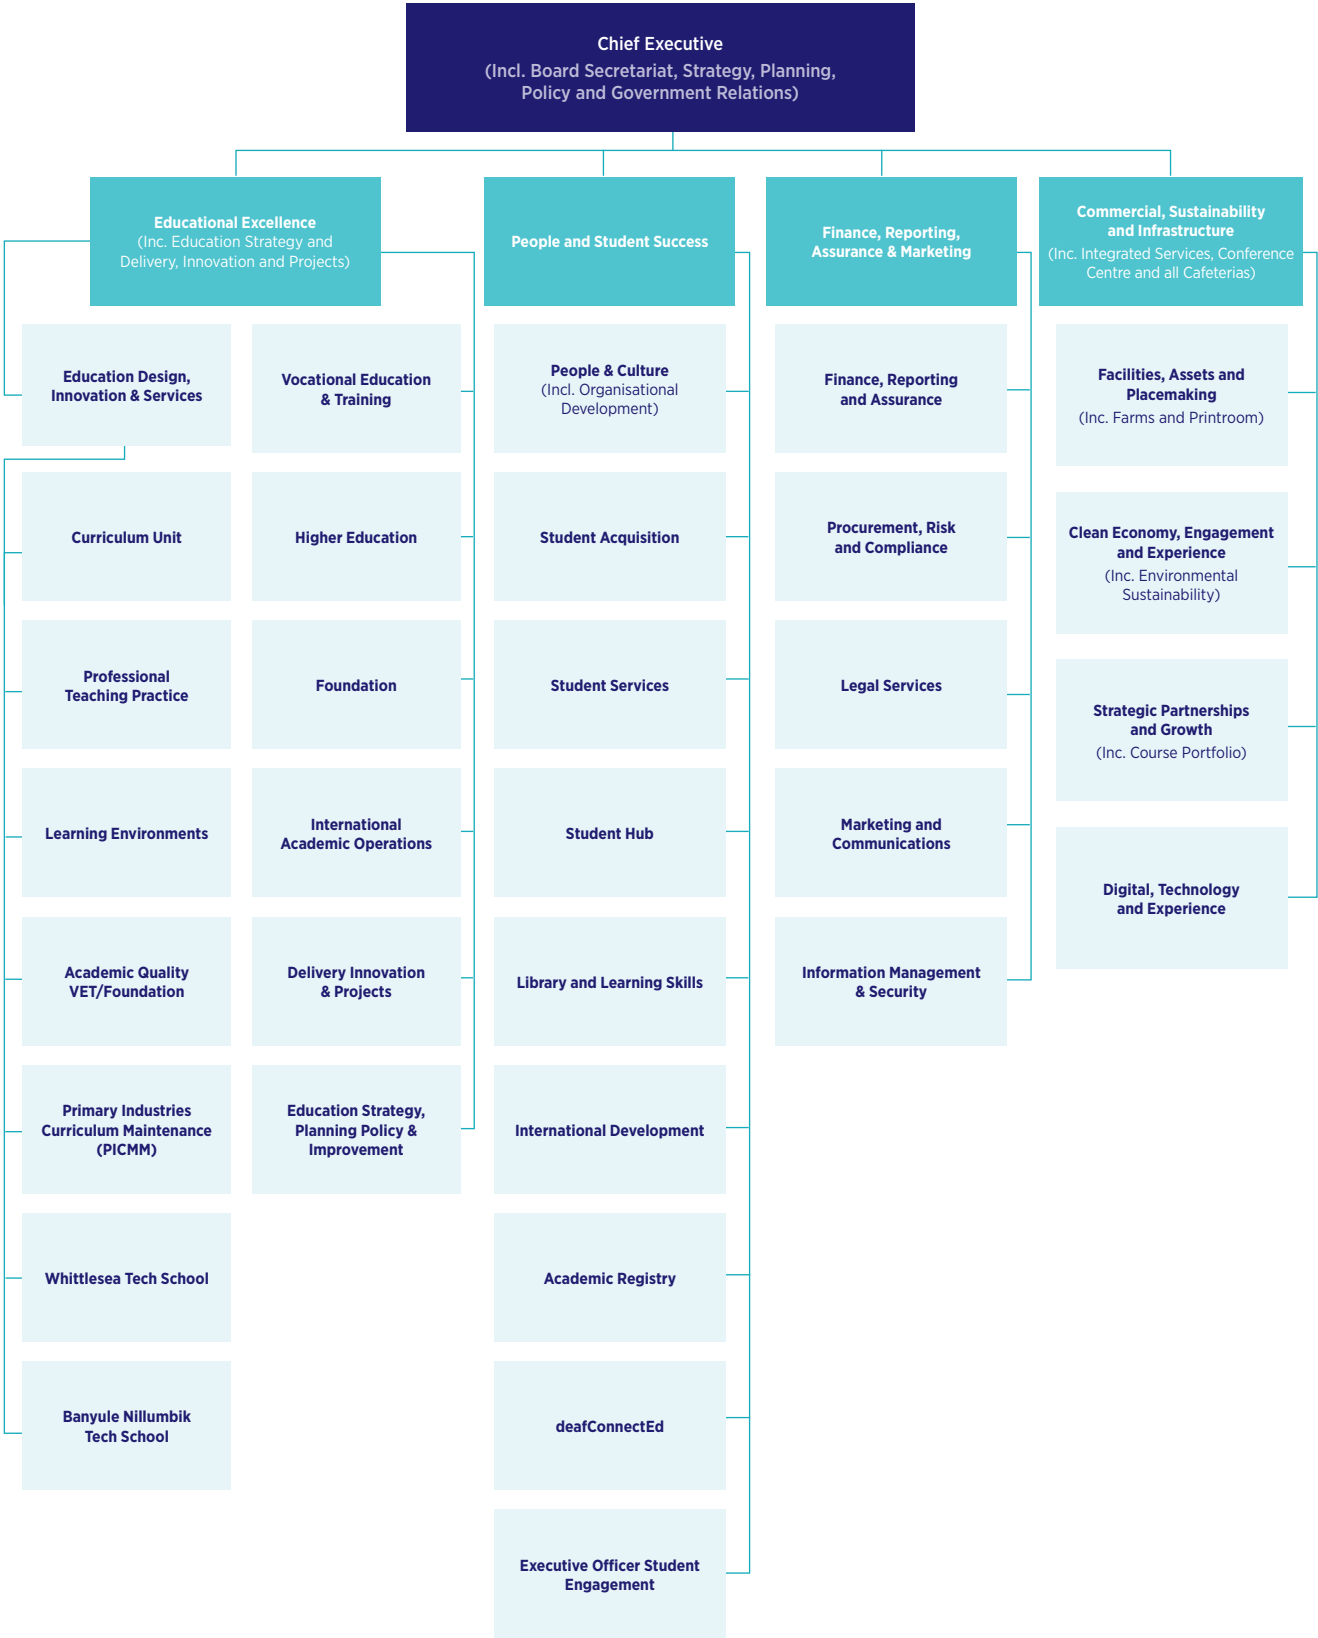 Chief Executive
(Incl. Board Secretariat, Strategy, Planning,
Policy and Government Relations)
Educational Excellence
(Inc. Education Strategy and
Delivery, Innovation and Projects)
People and Student Success
Finance, Reporting,
Assurance & Marketing
Commercial, Sustainability
and Infrastructure
(Inc. Integrated Services, Conference
Centre and all Cafeterias)
Education Design,
Innovation & Services
Curriculum Unit
Professional
Teaching Practice
Learning Environments
Academic Quality
VET/Foundation
Primary Industries
Curriculum Maintenance
(PICMM)
Whittlesea Tech School
Banyule Nillumbik
Tech School
Vocational Education
& Training
Higher Education
Foundation
International
Academic Operations
Delivery Innovation
& Projects
Education Strategy,
Planning Policy &
Improvement
People & Culture
(Incl. Organisational
Development)
Student Acquisition
Student Services
Student Hub
Library and Learning Skills
International Development
Academic Registry
deafConnectEd
Executive Officer Student
Engagement
Finance, Reporting
and Assurance
Procurement, Risk
and Compliance
Legal Services
Marketing and
Communications
Information Management
& Security
Facilities, Assets and
Placemaking
(Inc. Farms and Printroom)
Clean Economy, Engagement
and Experience
(Inc. Environmental
Sustainability)
Strategic Partnerships
and Growth
(Inc. Course Portfolio)
Digital, Technology
and Experience